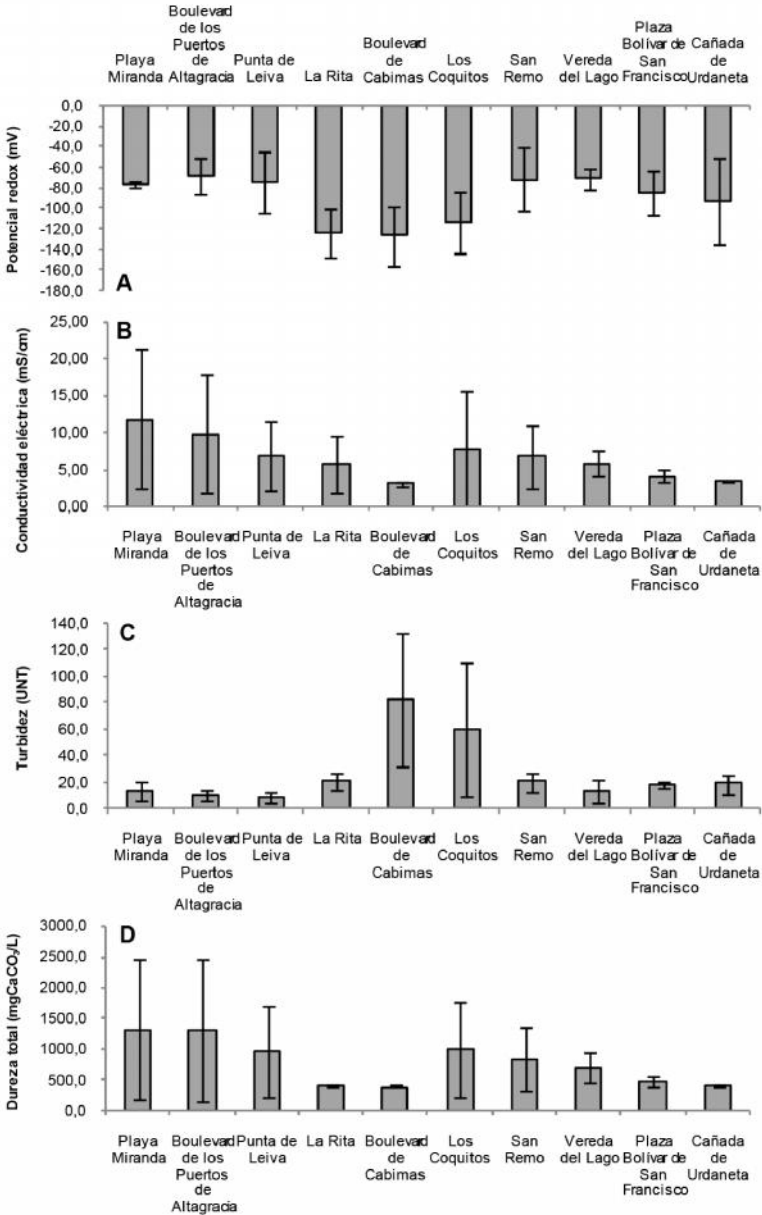 Playa
Miranda
Boulevard
de los
Puertos
de
Altagracia
Punta de
Leiva
La Rita
Boulevard
de
Cabimas
Los
Coquitos
San
Remo
Vereda
del Lago
Plaza
Bolívar de
San
Francisco
Cañada
de
Urdaneta
Potencial redox (mV)
0,0
-20,0
-40,0
-60,0
-80,0
-100,0
-120,0
-140,0
-160,0
-180,0
A
Conductividad eléctrica (mS/cm)
25,00
20,00
15,00
10,00
5,00
0,00
B
Playa
Miranda
Boulevard
de los
Puertos
de
Altagracia
Punta de
Leiva
La Rita
Boulevard
de
Cabimas
Los
Coquitos
San
Remo
Vereda
del Lago
Plaza
Bolívar de
San
Francisco
Cañada
de
Urdaneta
Turbidez (UNT)
140,0
120,0
100,0
80,0
60,0
40,0
20,0
0,0
C
Playa
Miranda
Boulevard
de los
Puertos
de
Altagracia
Punta de
Leiva
La Rita
Boulevard
de
Cabimas
Los
Coquitos
San
Remo
Vereda
del Lago
Plaza
Bolívar de
San
Francisco
Cañada
de
Urdaneta
Dureza total (mgCaCO₃/L)
3000,0
2500,0
2000,0
1500,0
1000,0
500,0
0,0
D
Playa
Miranda
Boulevard
de los
Puertos
de
Altagracia
Punta de
Leiva
La Rita
Boulevard
de
Cabimas
Los
Coquitos
San
Remo
Vereda
del Lago
Plaza
Bolívar de
San
Francisco
Cañada
de
Urdaneta